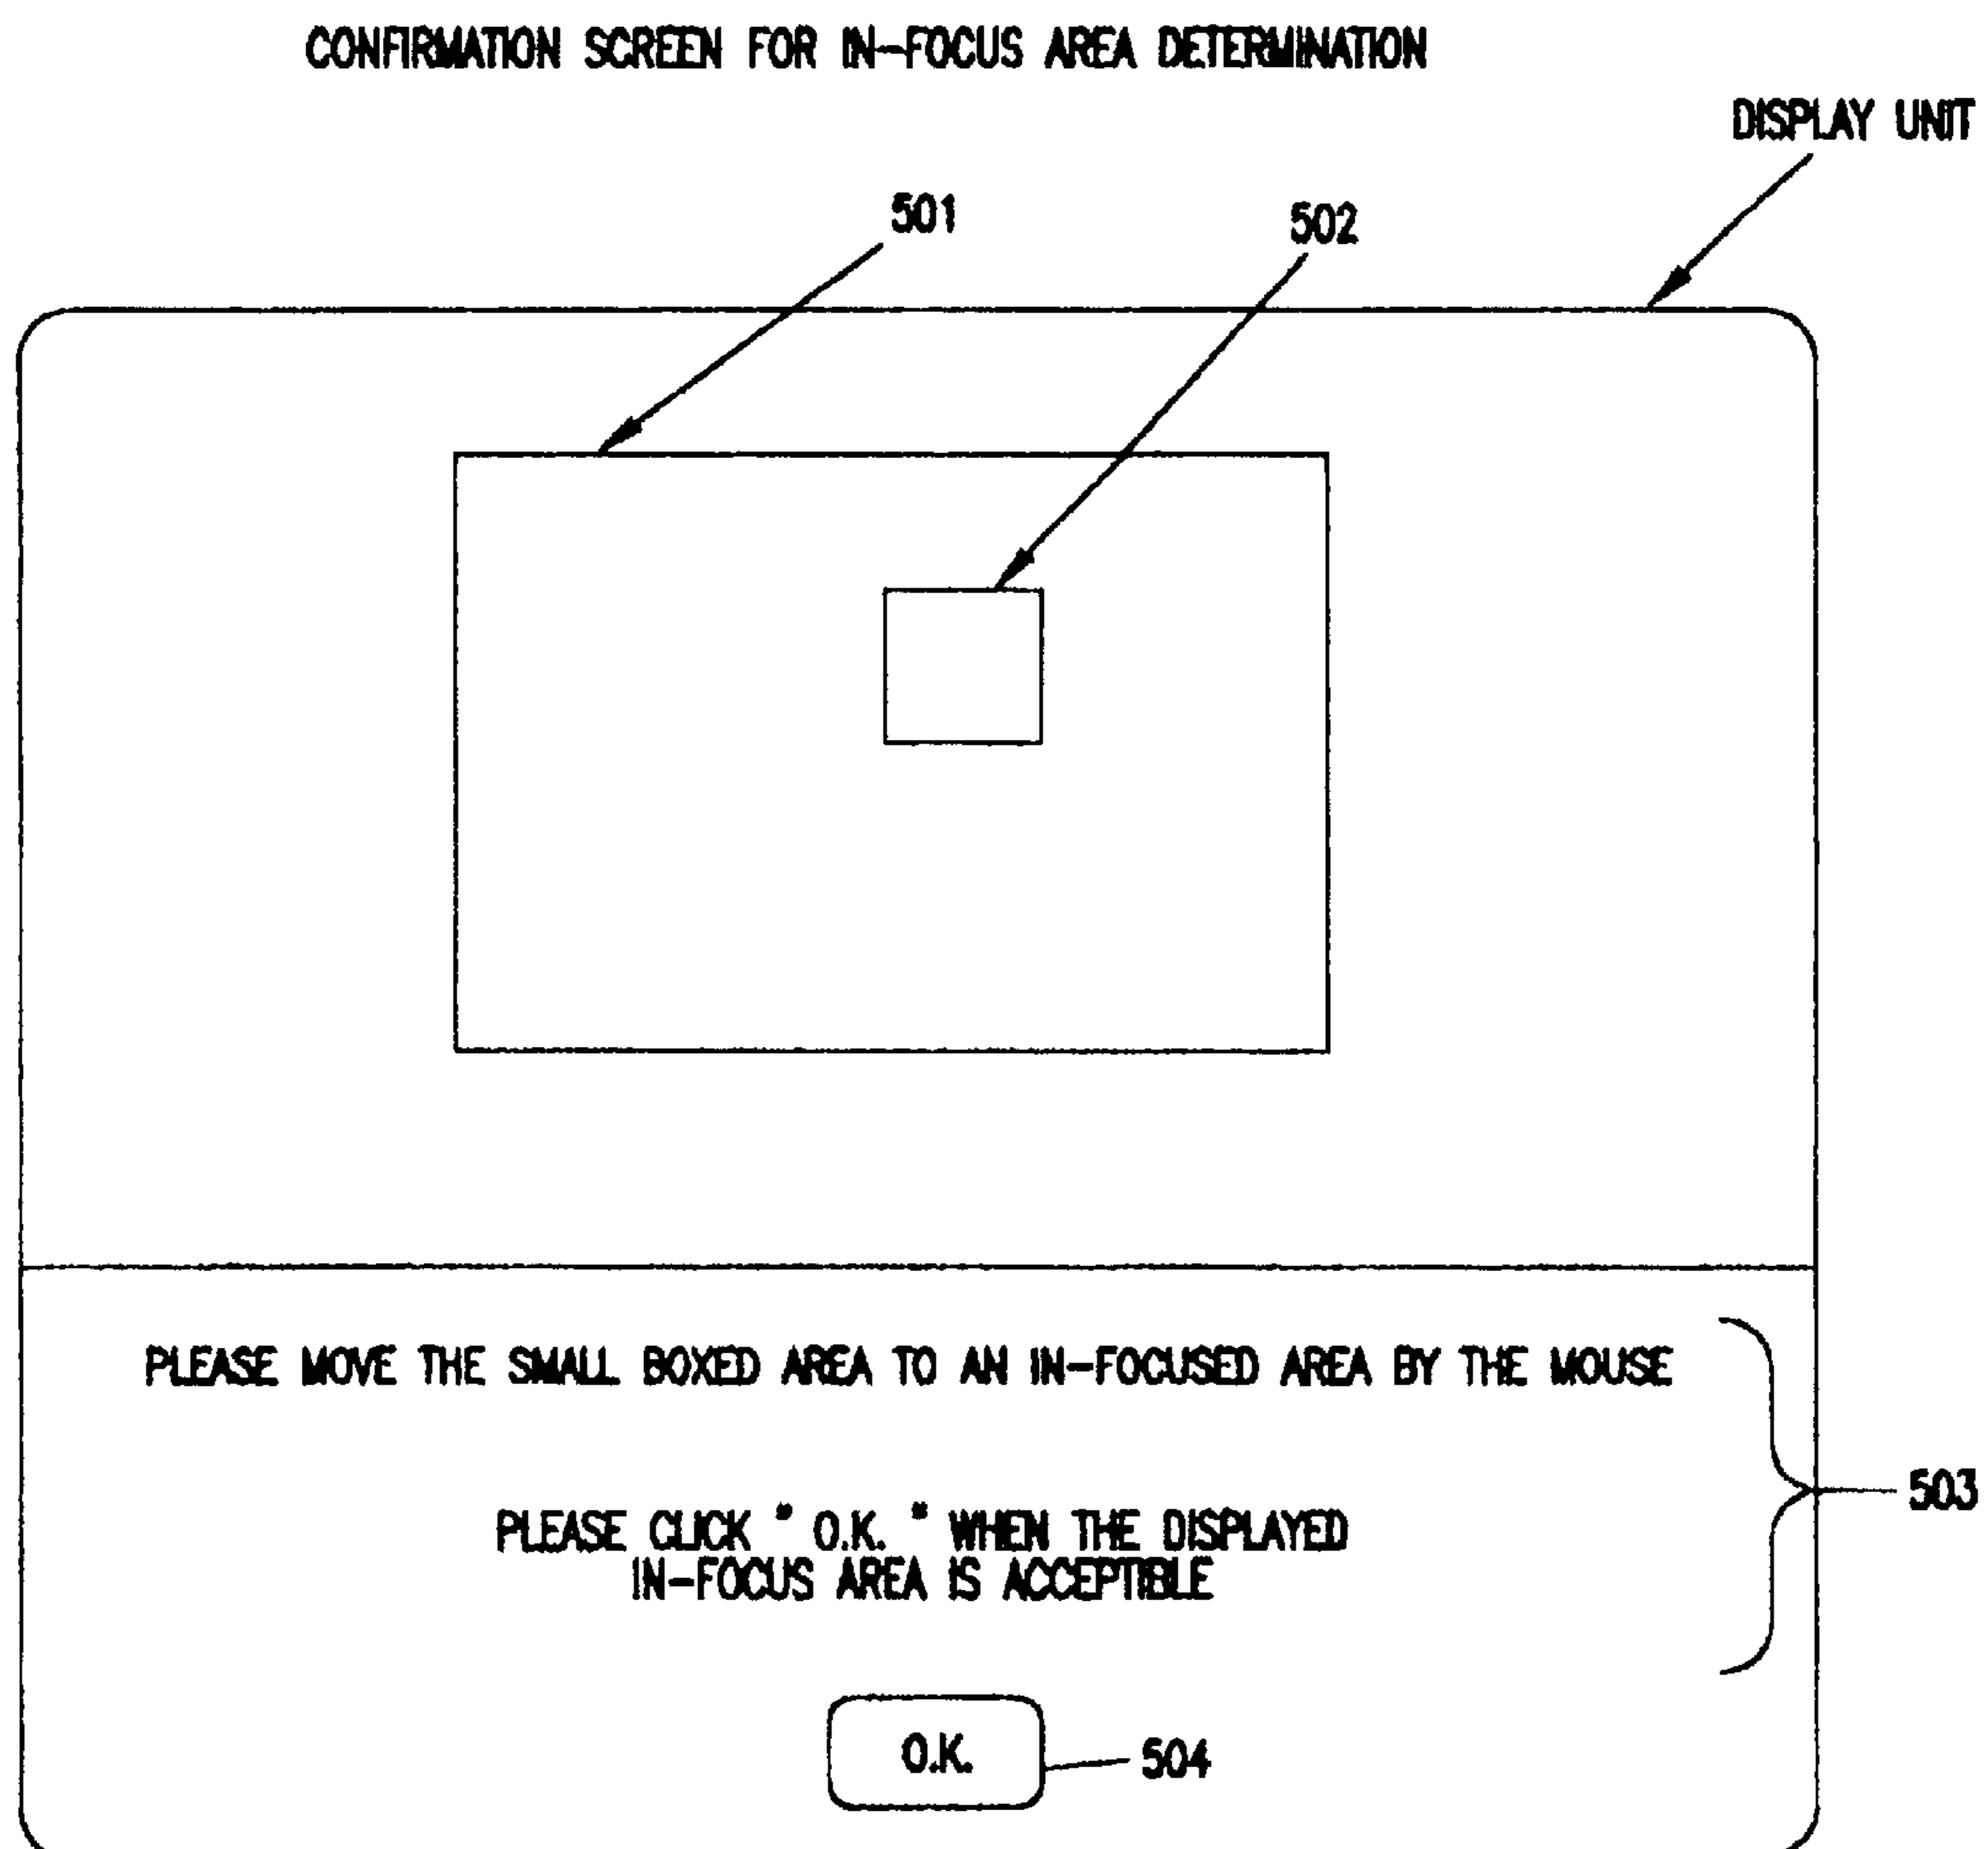 CONFIRMATION SCREEN FOR IN-FOCUS AREA DETERMINATION
DISPLAY UNIT
501
502
PLEASE MOVE THE SMALL BOXED AREA TO AN IN-FOCUSED AREA BY THE MOUSE
503
PLEASE CLICK " O.K. " WHEN THE DISPLAYED
IN-FOCUS AREA IS ACCEPTIBLE
O.K.
504